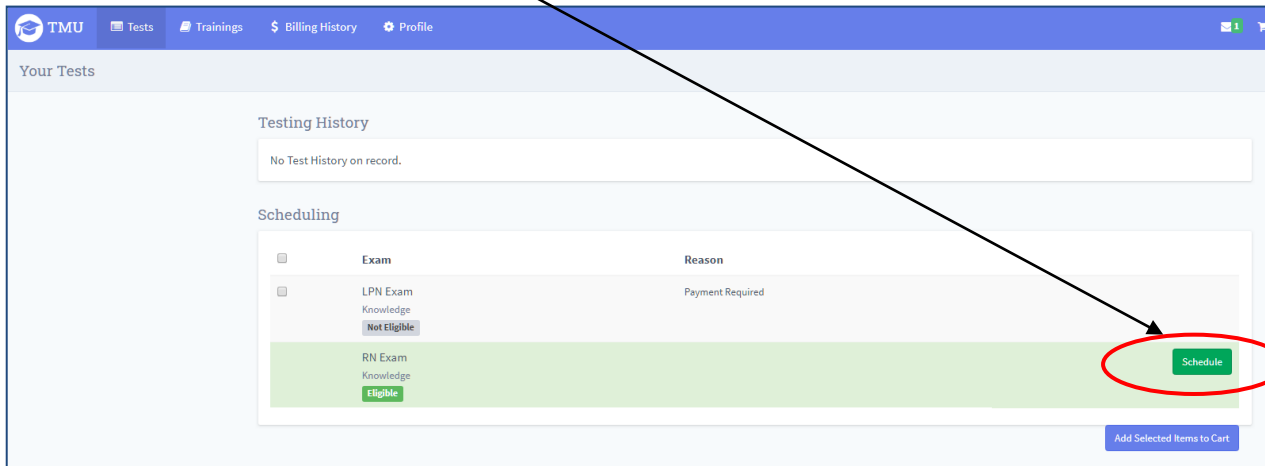 TMU Tests Trainings $ Billing History Profile 1
Your Tests
Testing History
No Test History on record.
Scheduling
Exam Reason
LPN Exam Payment Required
Knowledge
Not Eligible
RN Exam Schedule
Knowledge
Eligible
Add Selected Items to Cart